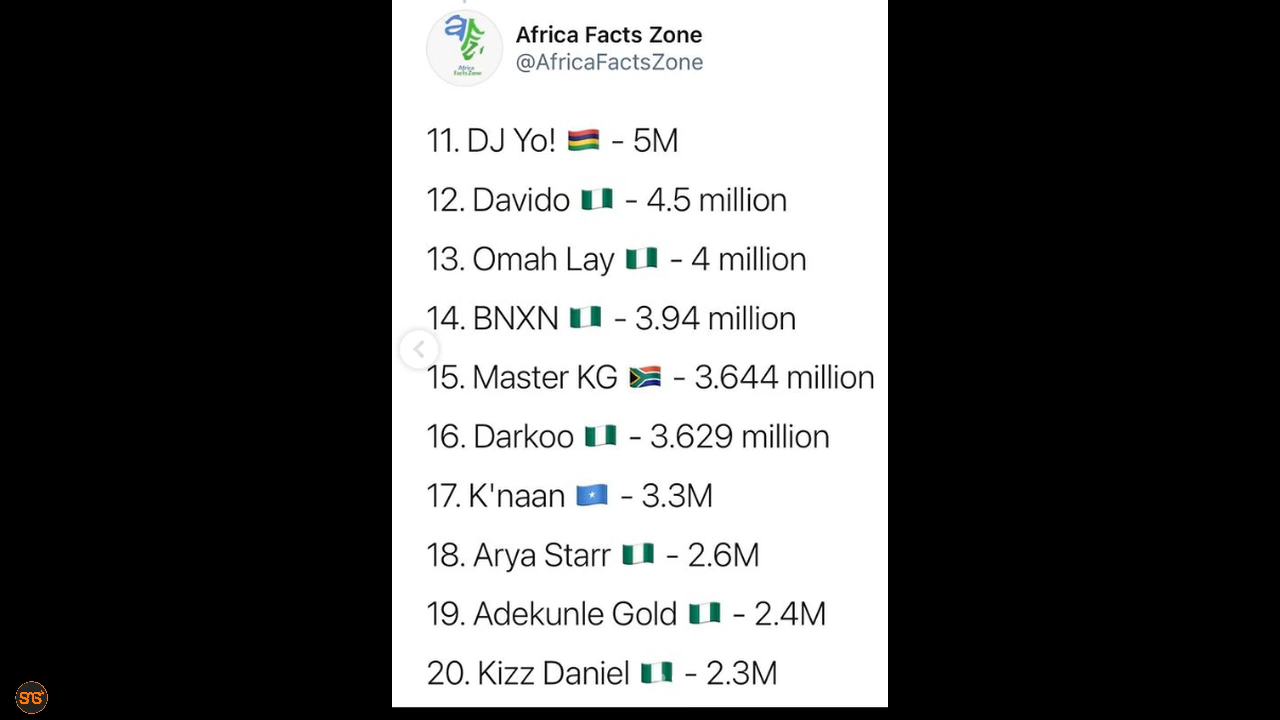 Africa Facts Zone
@AfricaFactsZone
11. DJ Yo! 🇲🇺 - 5M
12. Davido 🇳🇬 - 4.5 million
13. Omah Lay 🇳🇬 - 4 million
14. BNXN 🇳🇬 - 3.94 million
15. Master KG 🇿🇦 - 3.644 million
16. Darkoo 🇳🇬 - 3.629 million
17. K'naan 🇸🇴 - 3.3M
18. Arya Starr 🇳🇬 - 2.6M
19. Adekunle Gold 🇳🇬 - 2.4M
20. Kizz Daniel 🇳🇬 - 2.3M